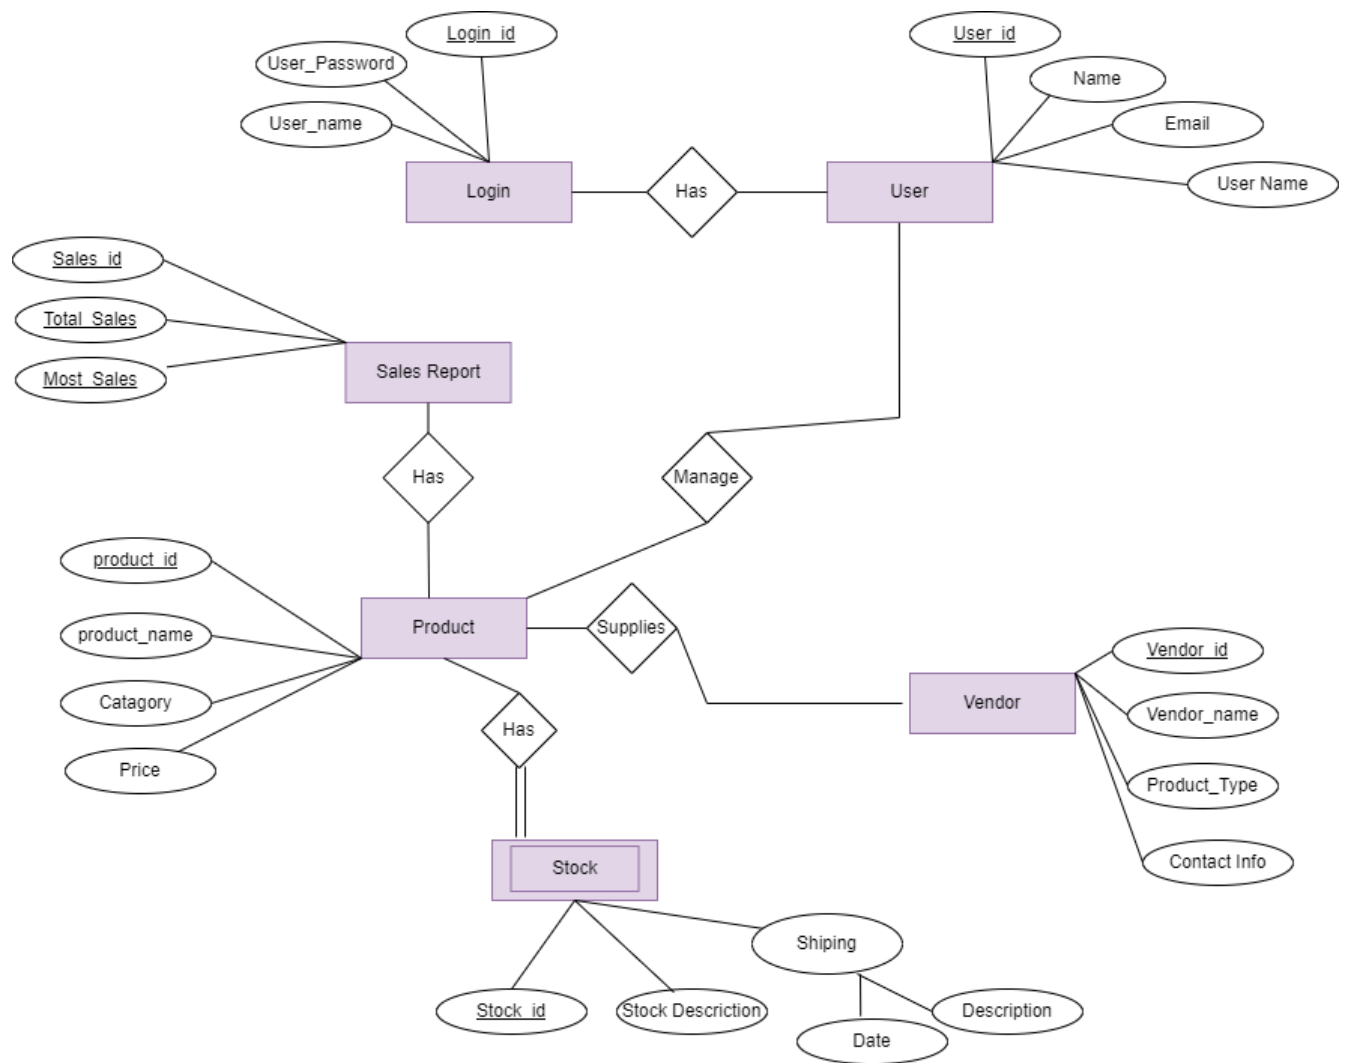 Login_id
User_id
User_Password
Name
User_name
Email
Login
Has
User
User Name
Sales_id
Total_Sales
Most_Sales
Sales Report
Has
Manage
product_id
product_name
Product
Supplies
Catagory
Price
Has
Vendor
Vendor_id
Vendor_name
Product_Type
Contact Info
Stock
Shiping
Stock_id
Stock Descriction
Description
Date